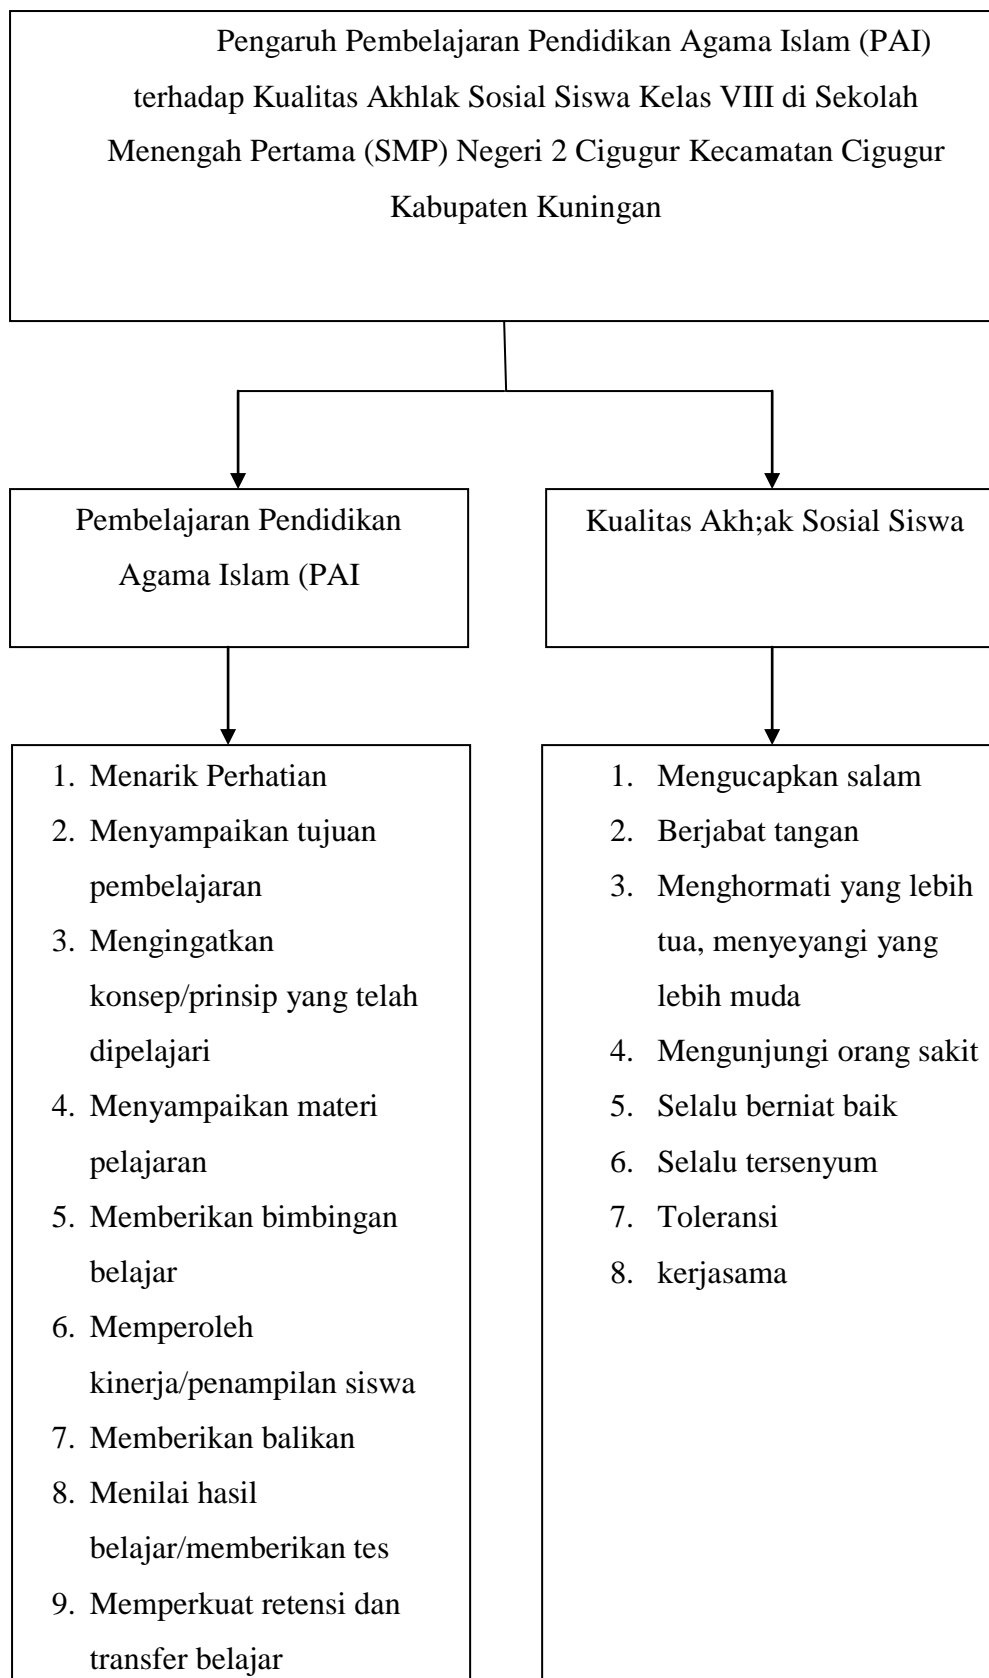 Pengaruh Pembelajaran Pendidikan Agama Islam (PAI)
terhadap Kualitas Akhlak Sosial Siswa Kelas VIII di Sekolah
Menengah Pertama (SMP) Negeri 2 Cigugur Kecamatan Cigugur
Kabupaten Kuningan
Pembelajaran Pendidikan
Agama Islam (PAI
Kualitas Akh;ak Sosial Siswa
1. Menarik Perhatian
2. Menyampaikan tujuan
pembelajaran
3. Mengingatkan
konsep/prinsip yang telah
dipelajari
4. Menyampaikan materi
pelajaran
5. Memberikan bimbingan
belajar
6. Memperoleh
kinerja/penampilan siswa
7. Memberikan balikan
8. Menilai hasil
belajar/memberikan tes
9. Memperkuat retensi dan
transfer belajar
1. Mengucapkan salam
2. Berjabat tangan
3. Menghormati yang lebih
tua, menyeyangi yang
lebih muda
4. Mengunjungi orang sakit
5. Selalu berniat baik
6. Selalu tersenyum
7. Toleransi
8. kerjasama